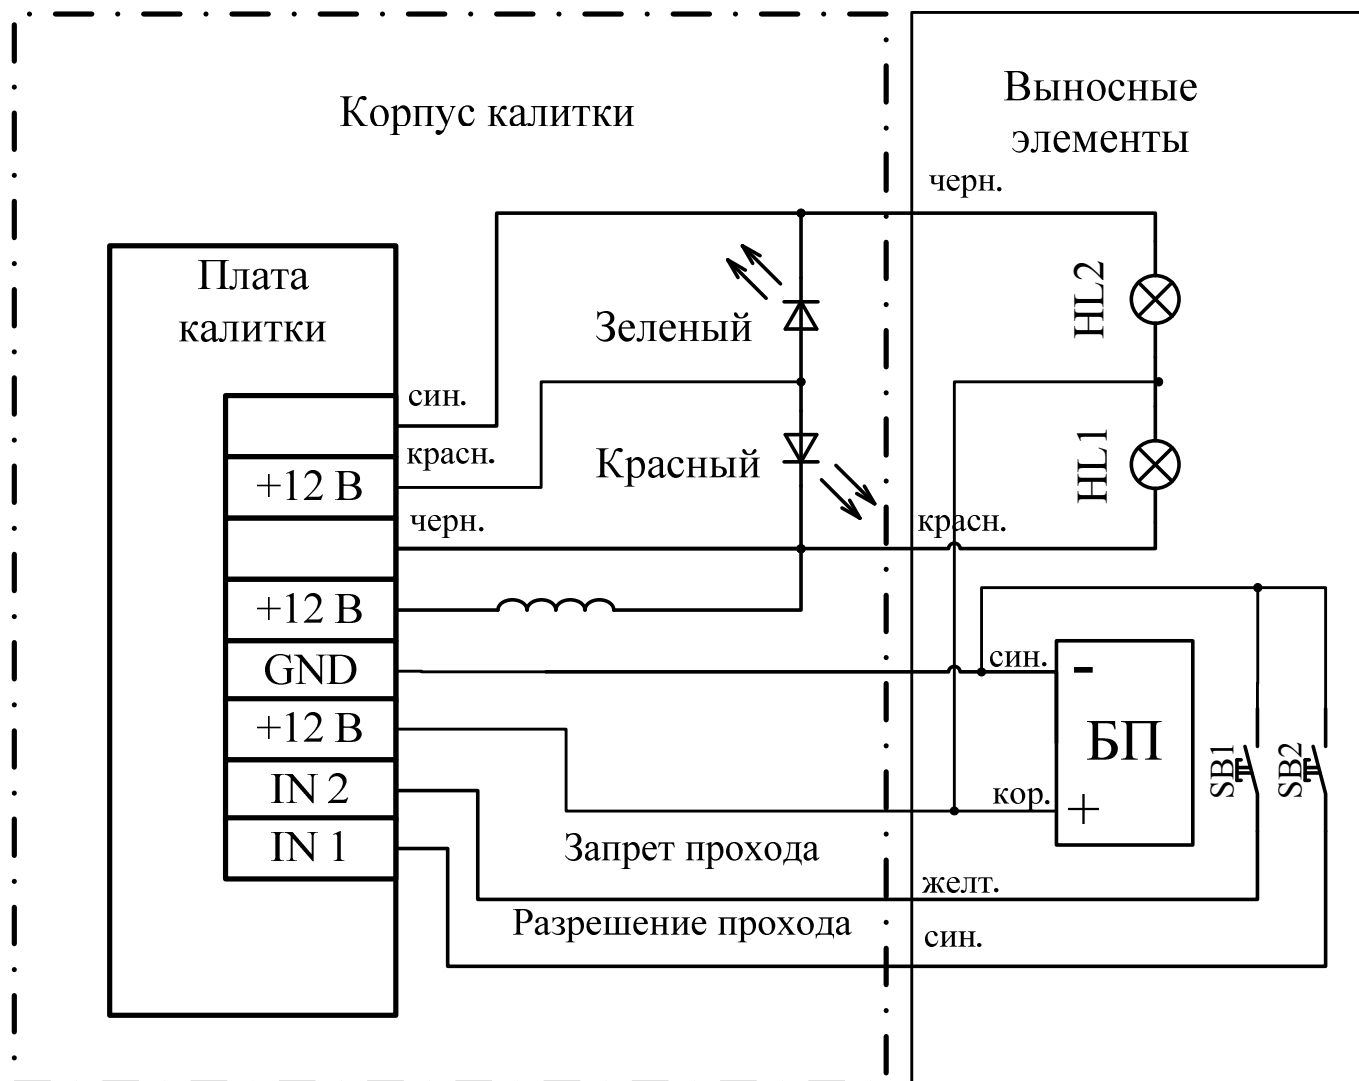 Корпус калитки
Выносные
элементы
черн.
Плата
калитки
Зеленый
HL2
син.
красн.
+12 В
Красный
HL1
черн.
красн.
+12 В
GND
син.
-
+12 В
БП
SB1
SB2
IN 2
кор.
+
IN 1
Запрет прохода
желт.
Разрешение прохода
син.